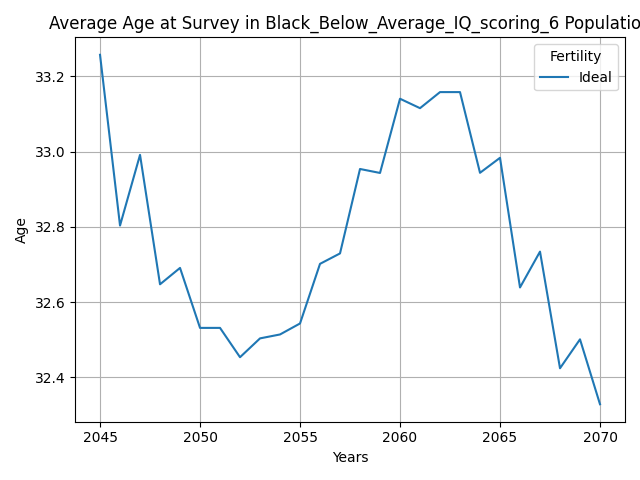 Average Age at Survey in Black_Below_Average_IQ_scoring_6 Populatio
Fertility
Ideal
33.2
33.0
32.8
32.6
32.4
Age
2045 2050 2055 2060 2065 2070
Years